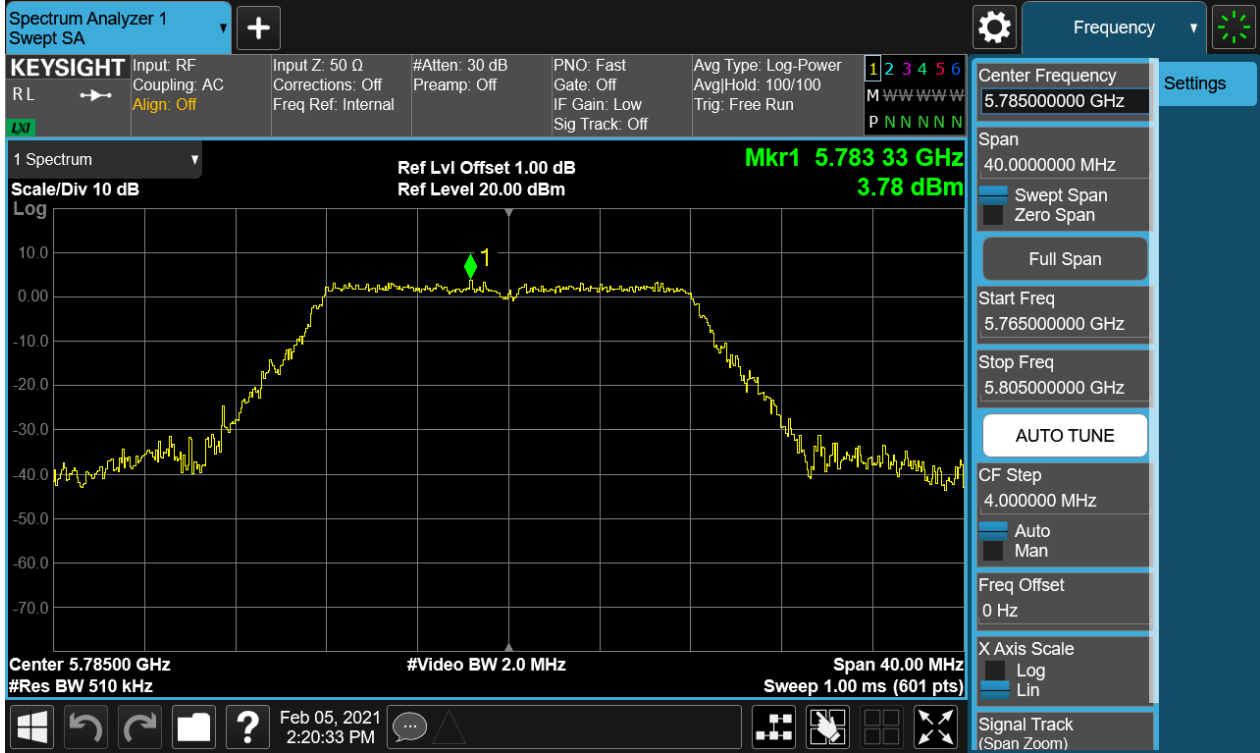 Spectrum Analyzer 1
Swept SA
Frequency
KEYSIGHT
RL
LXI
Input: RF
Coupling: AC
Align: Off
Input Z: 50 Ω
Corrections: Off
Freq Ref: Internal
#Atten: 30 dB
Preamp: Off
PNO: Fast
Gate: Off
IF Gain: Low
Sig Track: Off
Avg Type: Log-Power
Avg|Hold: 100/100
Trig: Free Run
1 2 3 4 5 6
M W W W W W
P N N N N N
1 Spectrum
Scale/Div 10 dB
Log
Ref Lvl Offset 1.00 dB
Ref Level 20.00 dBm
Mkr1 5.783 33 GHz
3.78 dBm
1
10.0
0.00
-10.0
-20.0
-30.0
-40.0
-50.0
-60.0
-70.0
Center 5.78500 GHz
#Res BW 510 kHz
#Video BW 2.0 MHz
Span 40.00 MHz
Sweep 1.00 ms (601 pts)
Feb 05, 2021
2:20:33 PM
Center Frequency
5.785000000 GHz
Span
40.0000000 MHz
Swept Span
Zero Span
Full Span
Start Freq
5.765000000 GHz
Stop Freq
5.805000000 GHz
AUTO TUNE
CF Step
4.000000 MHz
Auto
Man
Freq Offset
0 Hz
X Axis Scale
Log
Lin
Signal Track
(Span Zoom)
Settings